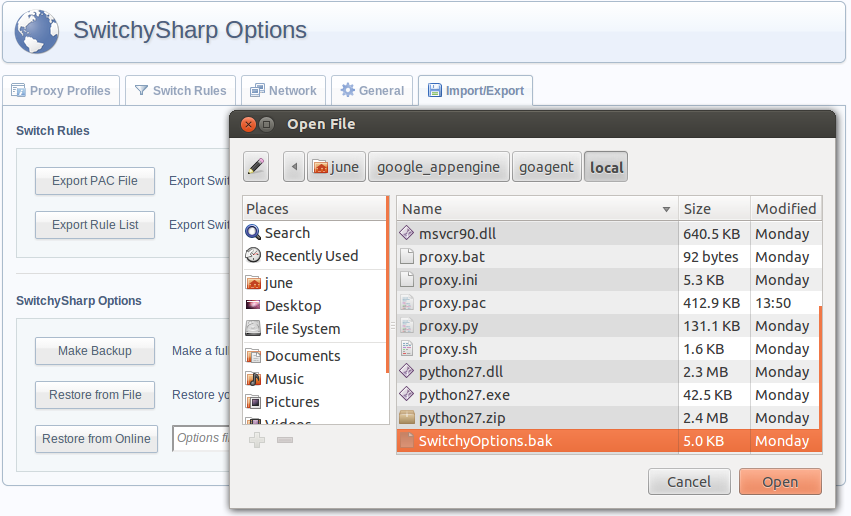 SwitchySharp Options
Proxy Profiles Switch Rules Network General Import/Export
Open File
Switch Rules
Export PAC File Export Swit
Export Rule List Export Swit
SwitchySharp Options
Make Backup Make a ful
Restore from File Restore yo
Restore from Online Options fi
june google_appengine goagent local
Places
Search
Recently Used
june
Desktop
File System
Documents
Music
Pictures
Videos
Name Size Modified
msvcr90.dll 640.5 KB Monday
proxy.bat 92 bytes Monday
proxy.ini 5.3 KB Monday
proxy.pac 412.9 KB 13:50
proxy.py 131.1 KB Monday
proxy.sh 1.6 KB Monday
python27.dll 2.3 MB Monday
python27.exe 42.5 KB Monday
python27.zip 2.4 MB Monday
SwitchyOptions.bak 5.0 KB Monday
Cancel Open